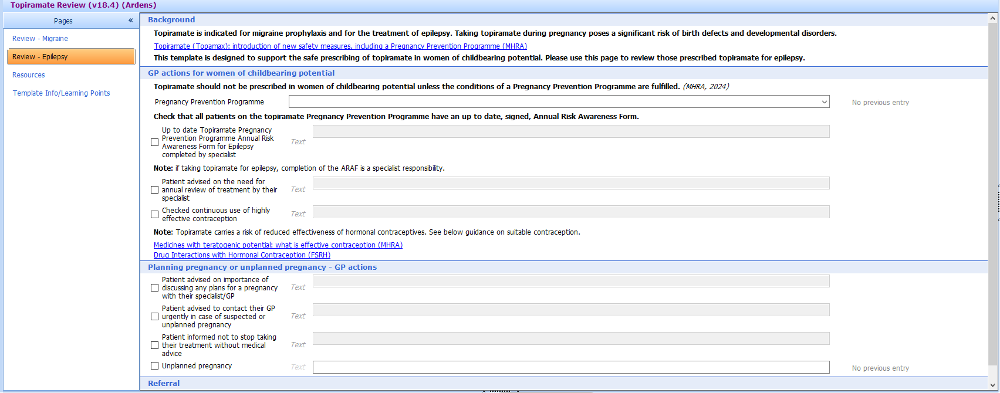 Topiramate Review (v18.4) (Ardens)
Pages «
Review - Migraine
Review - Epilepsy
Resources
Template Info/Learning Points
Background
Topiramate is indicated for migraine prophylaxis and for the treatment of epilepsy. Taking topiramate during pregnancy poses a significant risk of birth defects and developmental disorders.
Topiramate (Topamax): introduction of new safety measures, including a Pregnancy Prevention Programme (MHRA)
This template is designed to support the safe prescribing of topiramate in women of childbearing potential. Please use this page to review those prescribed topiramate for epilepsy.
GP actions for women of childbearing potential
Topiramate should not be prescribed in women of childbearing potential unless the conditions of a Pregnancy Prevention Programme are fulfilled. (MHRA, 2024)
Pregnancy Prevention Programme No previous entry
Check that all patients on the topiramate Pregnancy Prevention Programme have an up to date, signed, Annual Risk Awareness Form.
Up to date Topiramate Pregnancy
Prevention Programme Annual Risk
Awareness Form for Epilepsy
completed by specialist
Text
Note: if taking topiramate for epilepsy, completion of the ARAF is a specialist responsibility.
Patient advised on the need for
annual review of treatment by their
specialist
Text
Checked continuous use of highly
effective contraception
Text
Note: Topiramate carries a risk of reduced effectiveness of hormonal contraceptives. See below guidance on suitable contraception.
Medicines with teratogenic potential: what is effective contraception (MHRA)
Drug Interactions with Hormonal Contraception (FSRH)
Planning pregnancy or unplanned pregnancy - GP actions
Patient advised on importance of
discussing any plans for a pregnancy
with their specialist/GP
Text
Patient advised to contact their GP
urgently in case of suspected or
unplanned pregnancy
Text
Patient informed not to stop taking
their treatment without medical
advice
Text
Unplanned pregnancy Text No previous entry
Referral